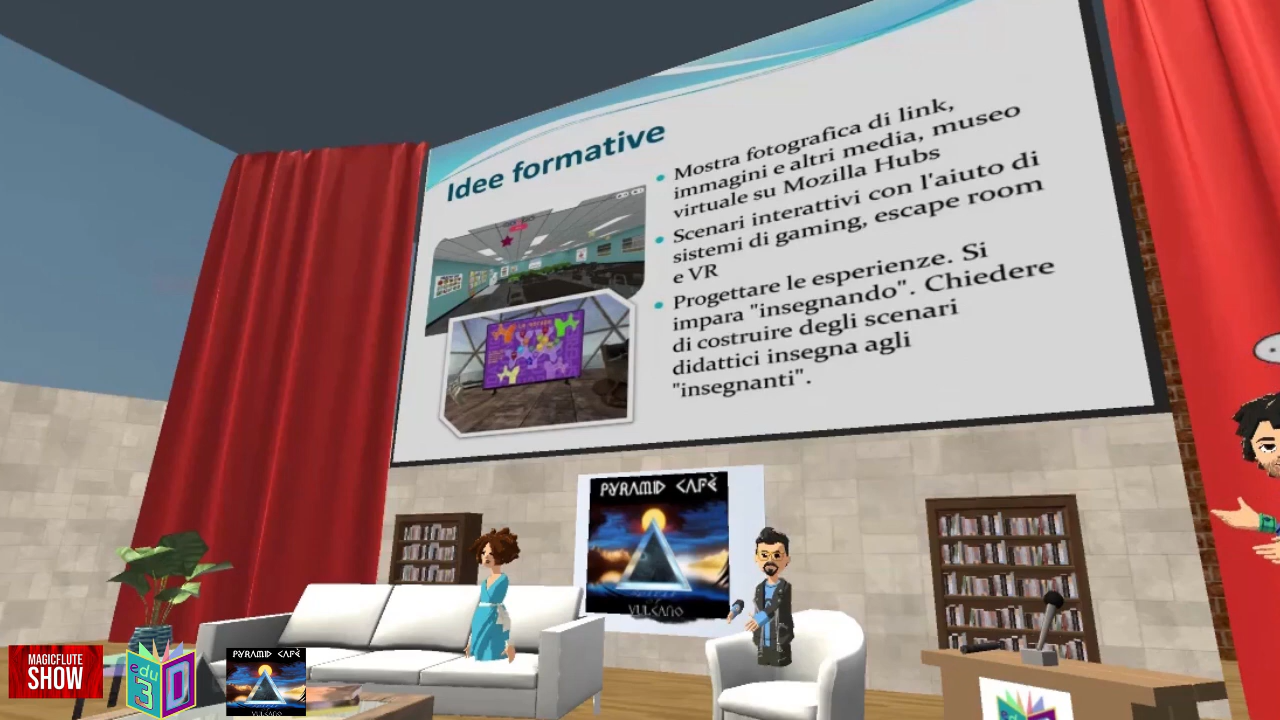 Idee formative
Mostra fotografica di link,
immagini e altri media, museo
virtuale su Mozilla Hubs
Scenari interattivi con l'aiuto di
sistemi di gaming, escape room
e VR
Progettare le esperienze. Si
impara "insegnando". Chiedere
di costruire degli scenari
didattici insegna agli
"insegnanti".
PYRAMID CAFÈ
VULCANO
MAGICFLUTE
SHOW
edu
3D
PYRAMID CAFÈ
VULCANO
edu